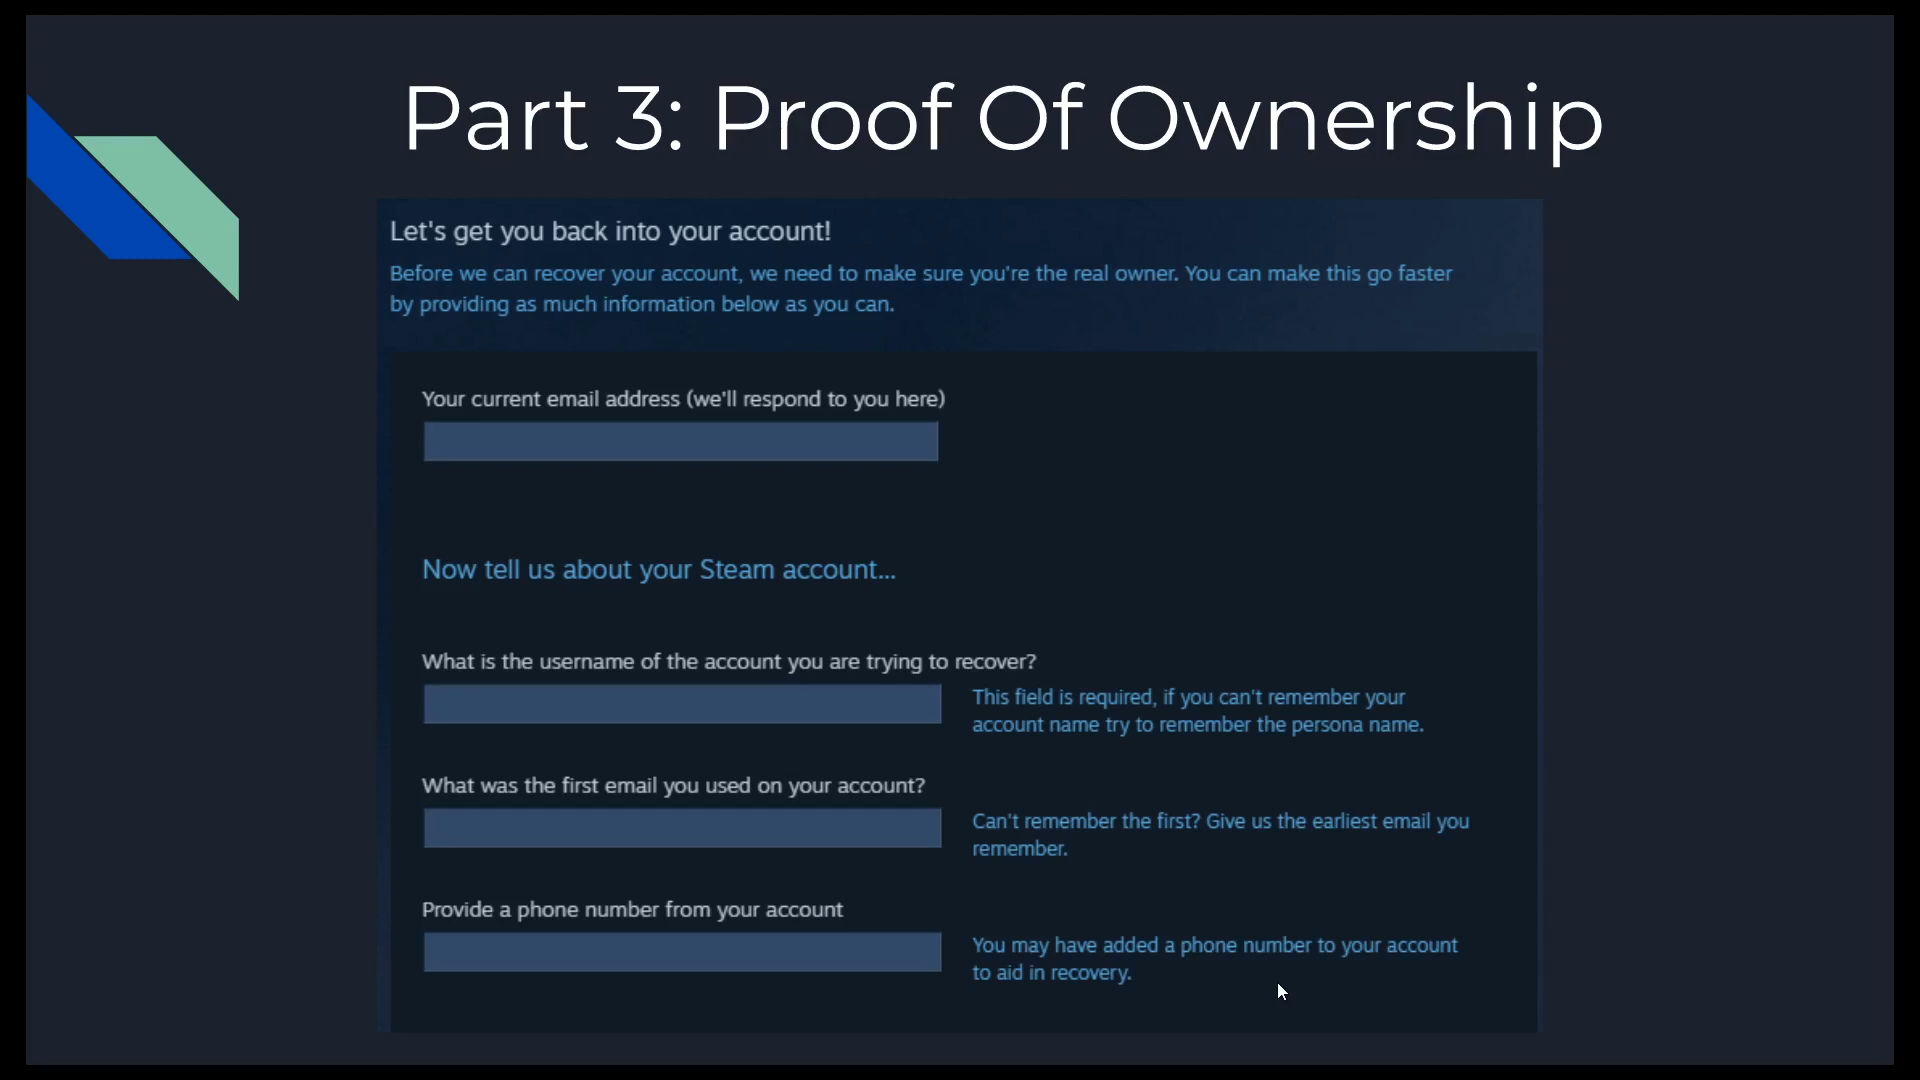 Part 3: Proof Of Ownership
Let's get you back into your account!
Before we can recover your account, we need to make sure you're the real owner. You can make this go faster
by providing as much information below as you can.
Your current email address (we'll respond to you here)
Now tell us about your Steam account...
What is the username of the account you are trying to recover?
This field is required, if you can't remember your
account name try to remember the persona name.
What was the first email you used on your account?
Can't remember the first? Give us the earliest email you
remember.
Provide a phone number from your account
You may have added a phone number to your account
to aid in recovery.